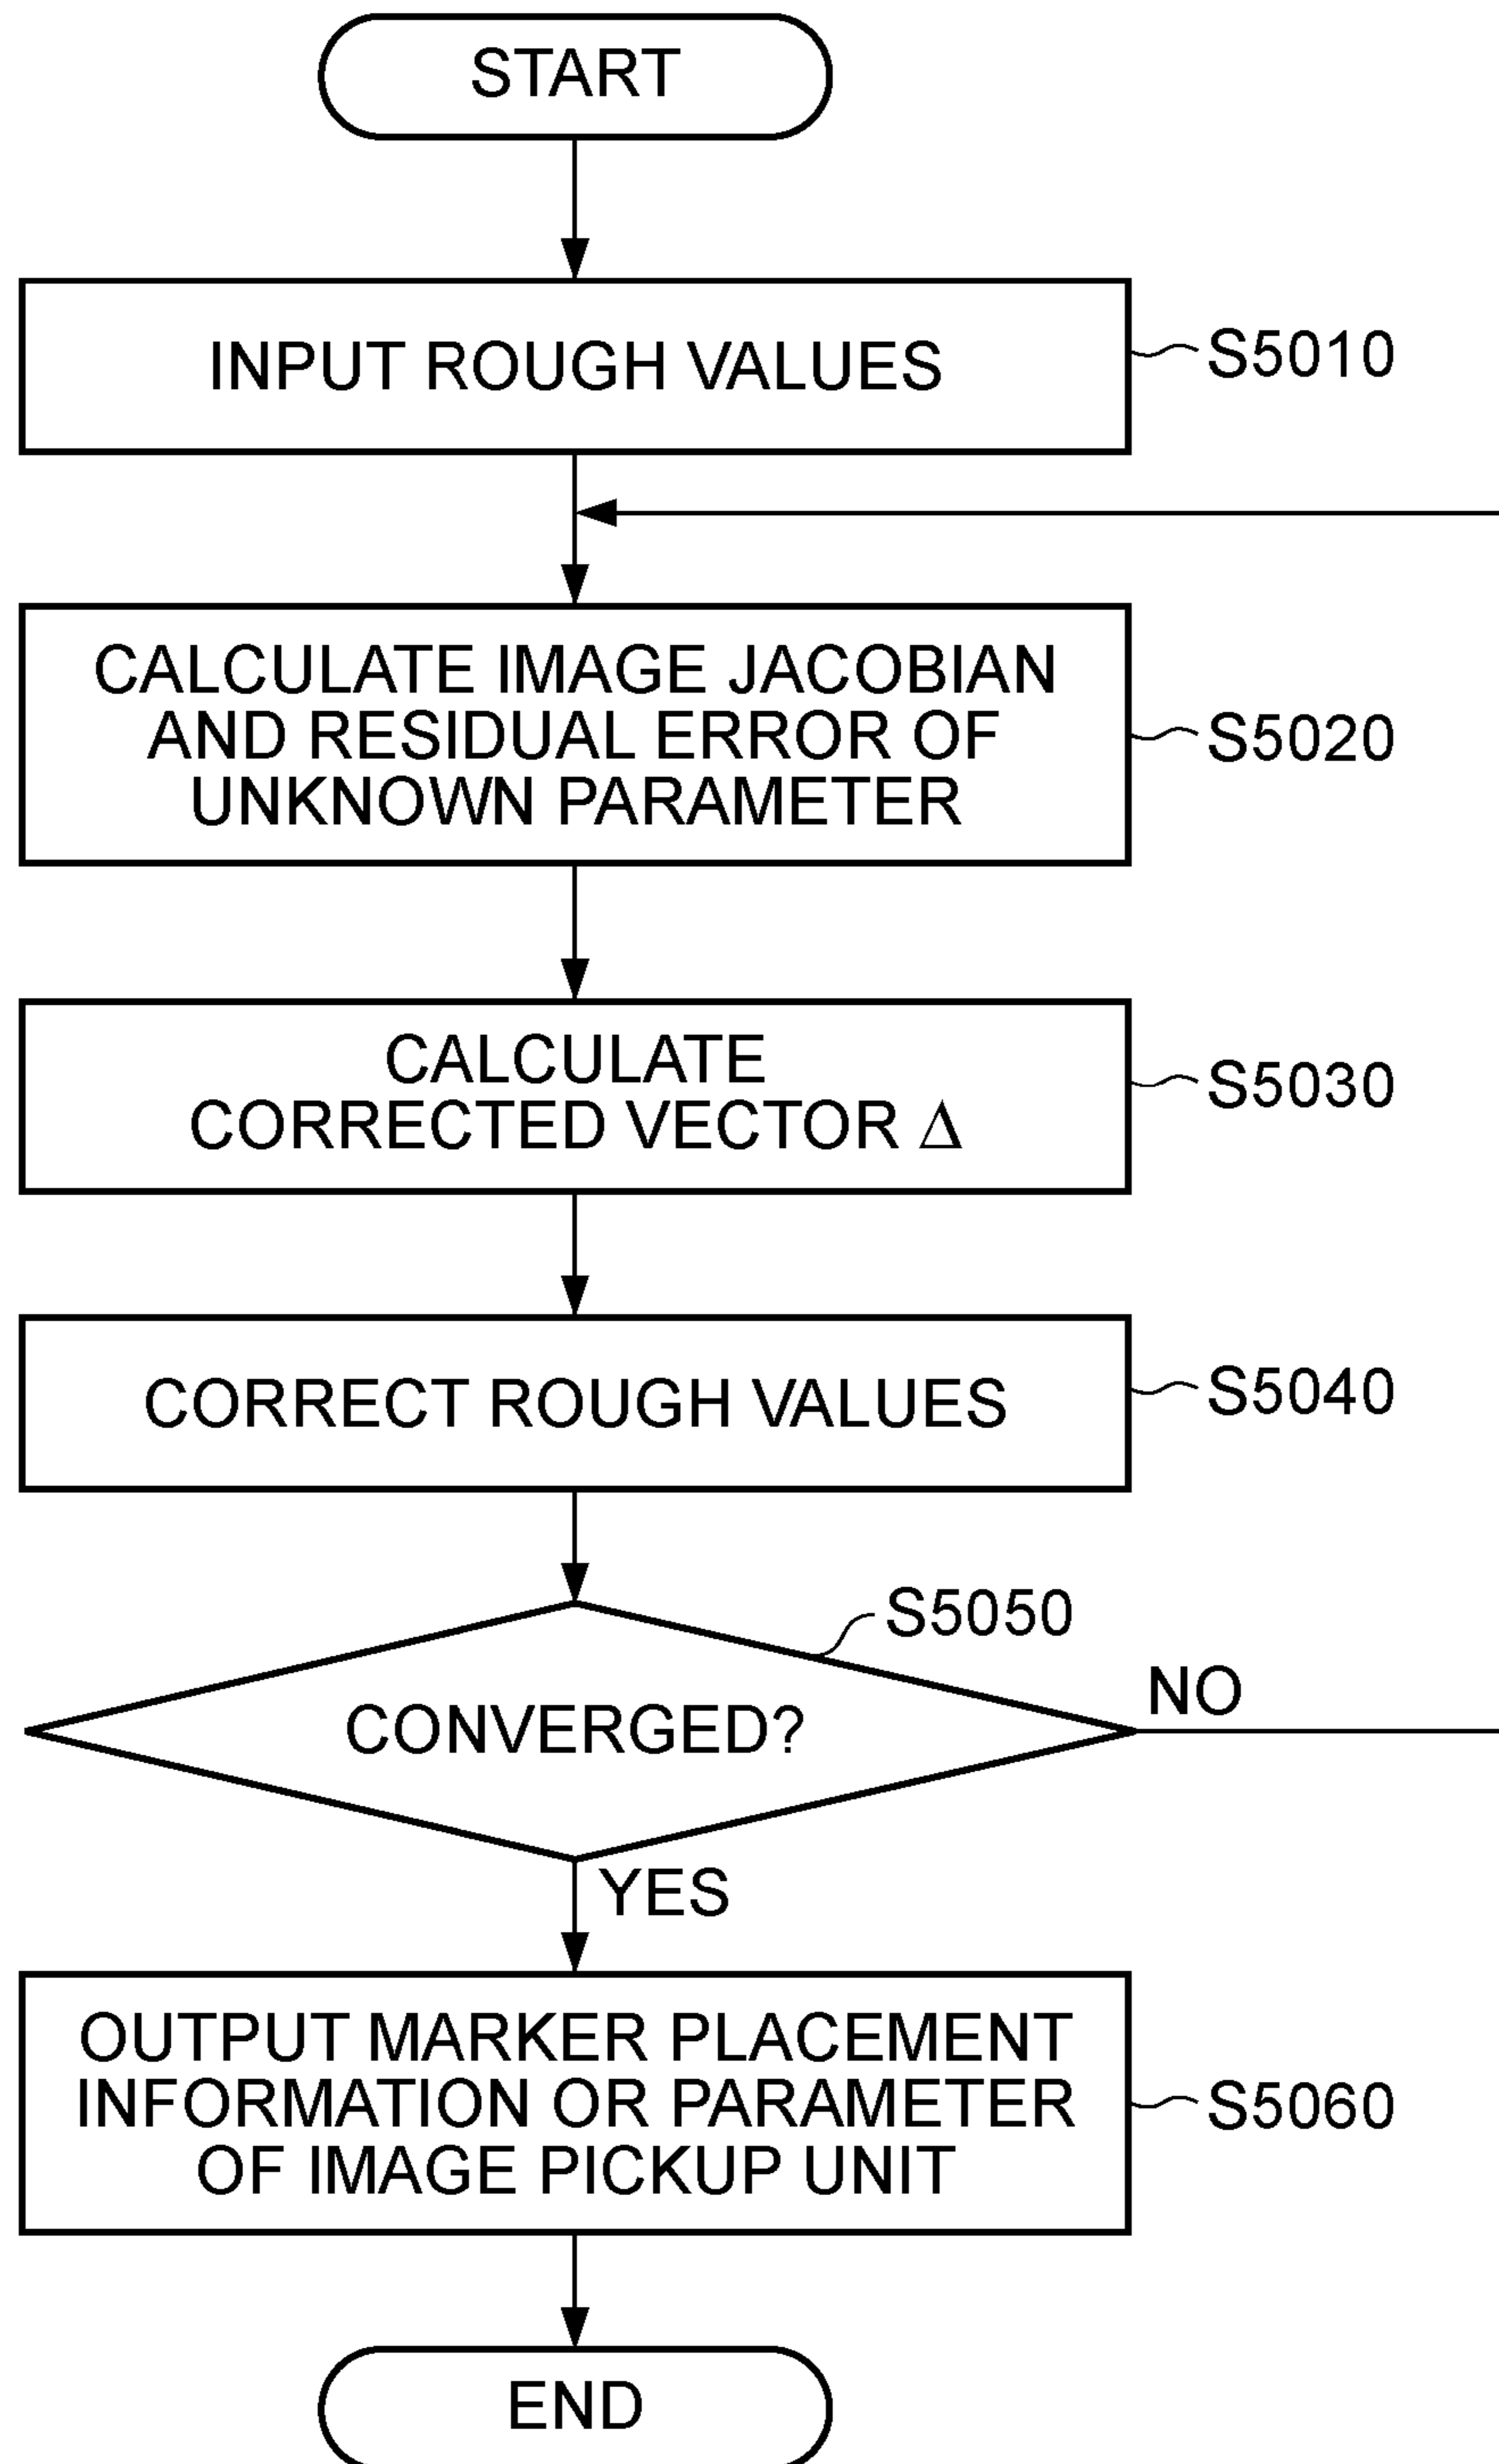 START
INPUT ROUGH VALUES
S5010
CALCULATE IMAGE JACOBIAN
AND RESIDUAL ERROR OF
UNKNOWN PARAMETER
S5020
CALCULATE
CORRECTED VECTOR Δ
S5030
CORRECT ROUGH VALUES
S5040
S5050
CONVERGED?
NO
YES
OUTPUT MARKER PLACEMENT
INFORMATION OR PARAMETER
OF IMAGE PICKUP UNIT
S5060
END